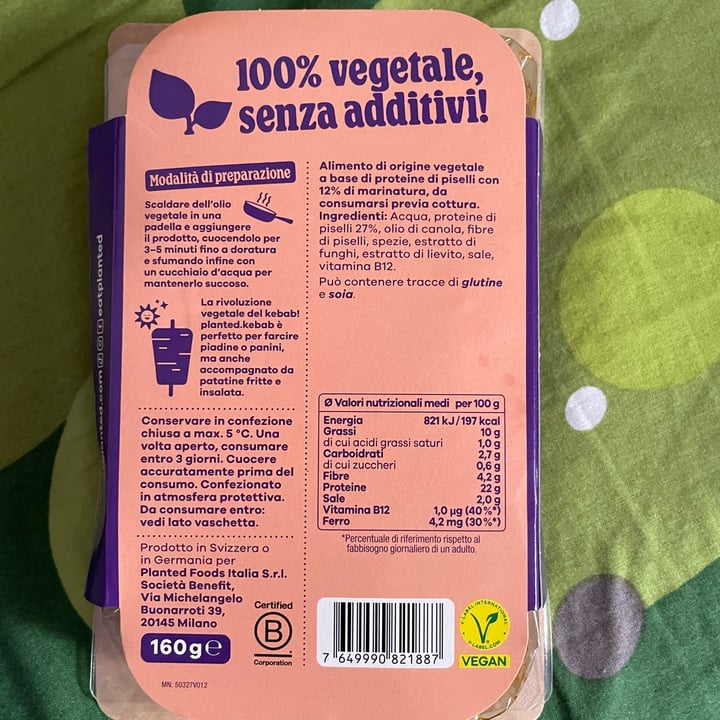 100% vegetale,
senza additivi!
Modalità di preparazione
Scaldare dell'olio
vegetale in una
padella e aggiungere
il prodotto, cuocendolo per
3-5 minuti fino a doratura
e sfumando infine con
un cucchiaio d'acqua per
mantenerlo succoso.
La rivoluzione
vegetale del kebab!
planted.kebab è
perfetto per farcire
piadine o panini,
ma anche
accompagnato da
patatine fritte e
insalata.
Conservare in confezione
chiusa a max. 5 °C. Una
volta aperto, consumare
entro 3 giorni. Cuocere
accuratamente prima del
consumo. Confezionato
in atmosfera protettiva.
Da consumare entro:
vedi lato vaschetta.
Prodotto in Svizzera o
in Germania per
Planted Foods Italia S.r.l.
Società Benefit,
Via Michelangelo
Buonarroti 39,
20145 Milano
160g e
MN: 50327V012
Certified
B
Corporation
Alimento di origine vegetale
a base di proteine di piselli con
12% di marinatura, da
consumarsi previa cottura.
Ingredienti: Acqua, proteine di
piselli 27%, olio di canola, fibre
di piselli, spezie, estratto di
funghi, estratto di lievito, sale,
vitamina B12.
Può contenere tracce di glutine
e soia.
Ø Valori nutrizionali medi per 100 g
Energia 821 kJ/197 kcal
Grassi 10 g
di cui acidi grassi saturi 1,0 g
Carboidrati 2,7 g
di cui zuccheri 0,6 g
Fibre 4,2 g
Proteine 22 g
Sale 2,0 g
Vitamina B12 1,0 µg (40%*)
Ferro 4,2 mg (30%*)
*Percentuale di riferimento rispetto al
fabbisogno giornaliero di un adulto.
7 649990 821887
V-LABEL INTERNATIONAL
V-LABEL.COM
VEGAN
eatplanted